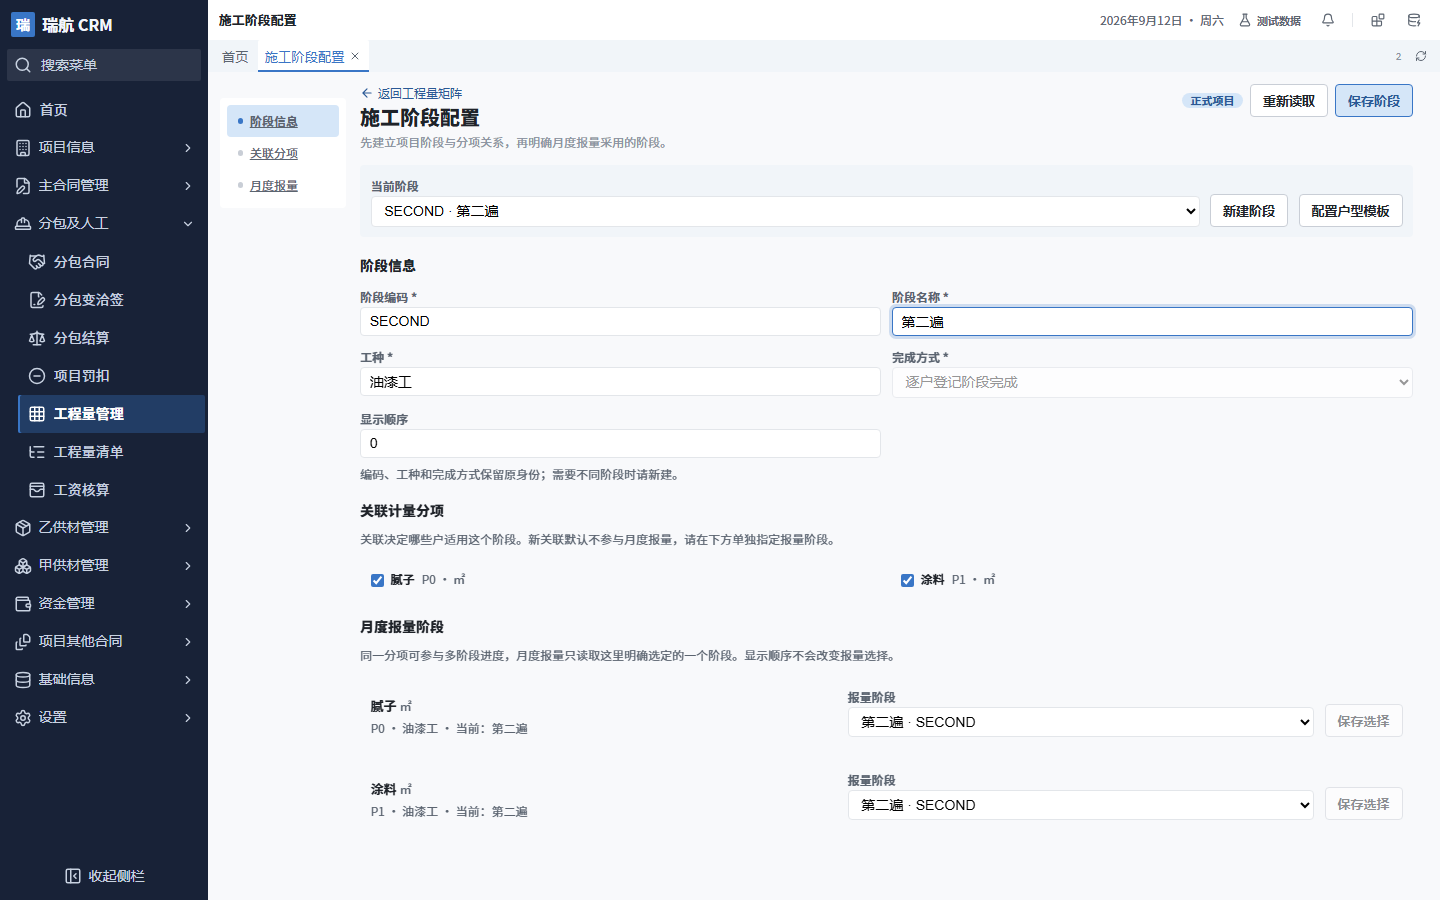 瑞 瑞航 CRM
搜索菜单
首页
项目信息
主合同管理
分包及人工
分包合同
分包变洽签
分包结算
项目罚扣
工程量管理
工程量清单
工资核算
乙供材管理
甲供材管理
资金管理
项目其他合同
基础信息
设置
收起侧栏
施工阶段配置
2026年9月12日 · 周六 测试数据
首页 施工阶段配置
2
阶段信息
关联分项
月度报量
返回工程量矩阵
施工阶段配置
先建立项目阶段与分项关系，再明确月度报量采用的阶段。
正式项目 重新读取 保存阶段
当前阶段
SECOND · 第二遍 新建阶段 配置户型模板
阶段信息
阶段编码 * 阶段名称 *
SECOND 第二遍
工种 * 完成方式 *
油漆工 逐户登记阶段完成
显示顺序
0
编码、工种和完成方式保留原身份；需要不同阶段时请新建。
关联计量分项
关联决定哪些户适用这个阶段。新关联默认不参与月度报量，请在下方单独指定报量阶段。
腻子 P0 · ㎡ 涂料 P1 · ㎡
月度报量阶段
同一分项可参与多阶段进度，月度报量只读取这里明确选定的一个阶段。显示顺序不会改变报量选择。
腻子 ㎡
P0 · 油漆工 · 当前：第二遍
报量阶段
第二遍 · SECOND 保存选择
涂料 ㎡
P1 · 油漆工 · 当前：第二遍
报量阶段
第二遍 · SECOND 保存选择